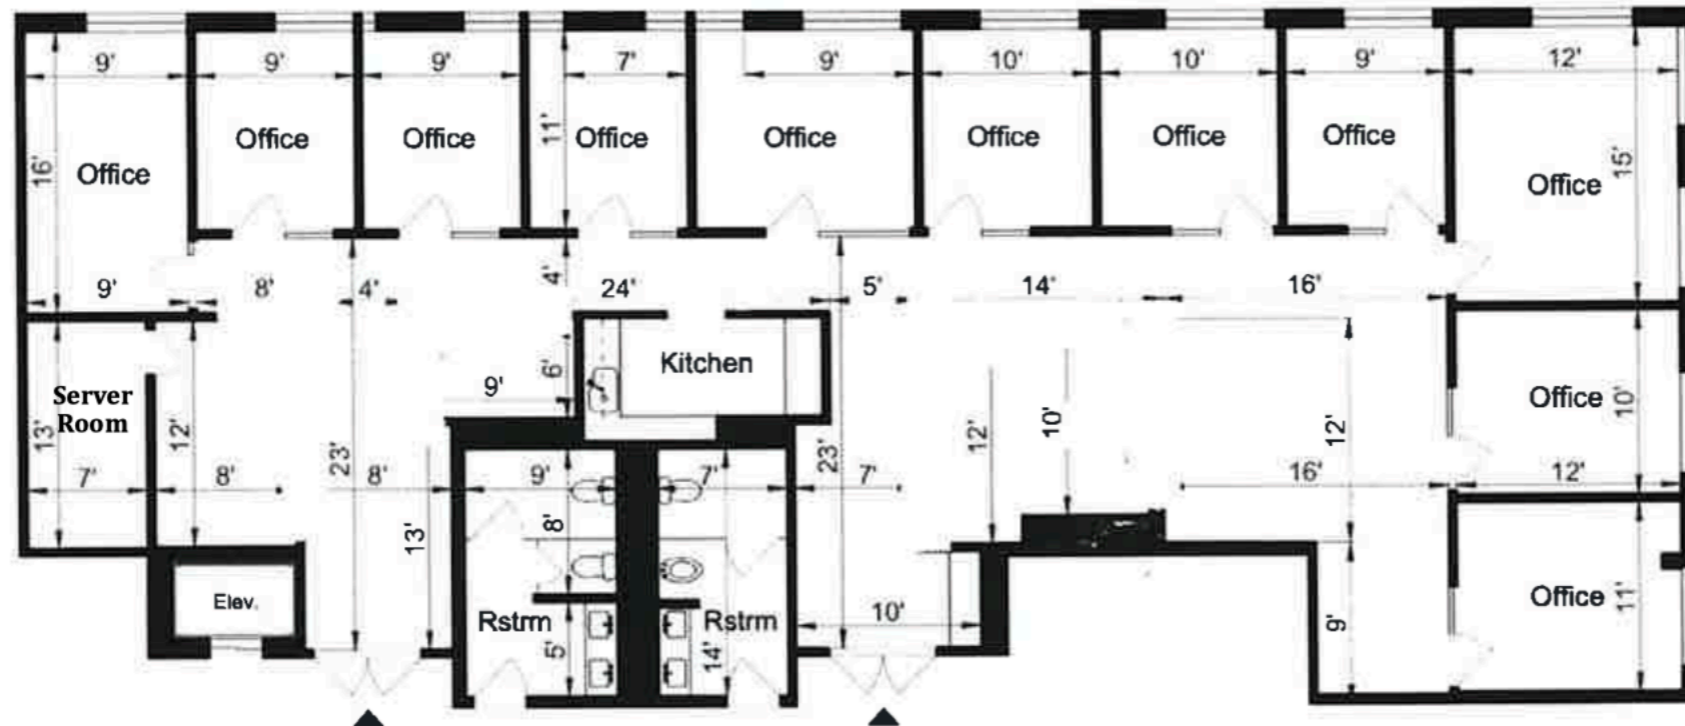 9'
9'
9'
7'
9'
10'
10'
9'
12'
11'
Office
Office
Office
Office
Office
Office
Office
16'
Office
Office
15'
9'
8'
4'
4'
24'
5'
14'
16'
Kitchen
6'
9'
Server
Room
13'
12'
23'
7'
8'
8'
9'
7'
23'
7'
12'
10'
12'
16'
Office
10'
12'
13'
8'
Elev.
Rstrm
5'
Rstrm
14'
10'
9'
Office
11'